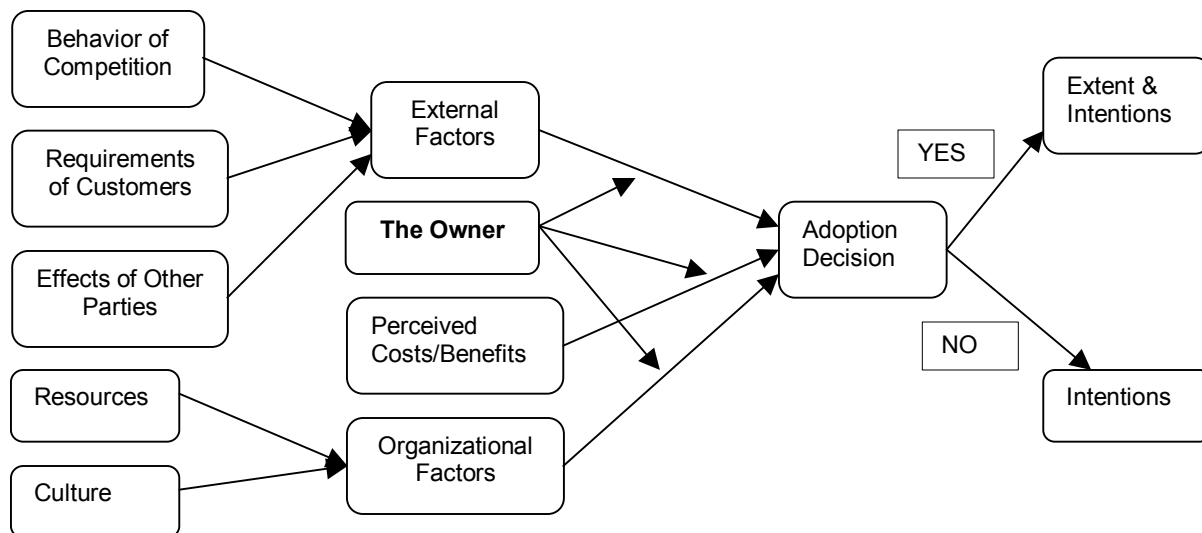 Behavior of
Competition
Requirements
of Customers
Effects of Other
Parties
Resources
Culture
External
Factors
The Owner
Perceived
Costs/Benefits
Organizational
Factors
Adoption
Decision
YES
NO
Extent &
Intentions
Intentions